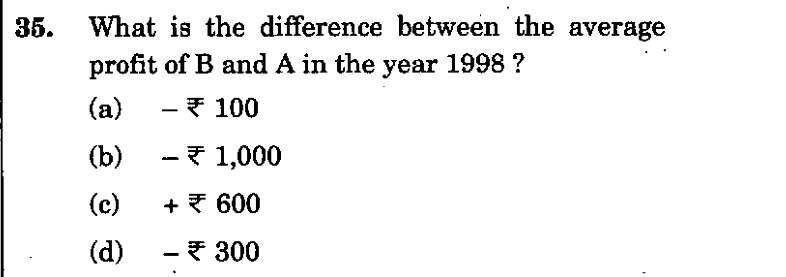 35. What is the difference between the average
profit of B and A in the year 1998 ?
(a) – ₹ 100
(b) – ₹ 1,000
(c) + ₹ 600
(d) – ₹ 300